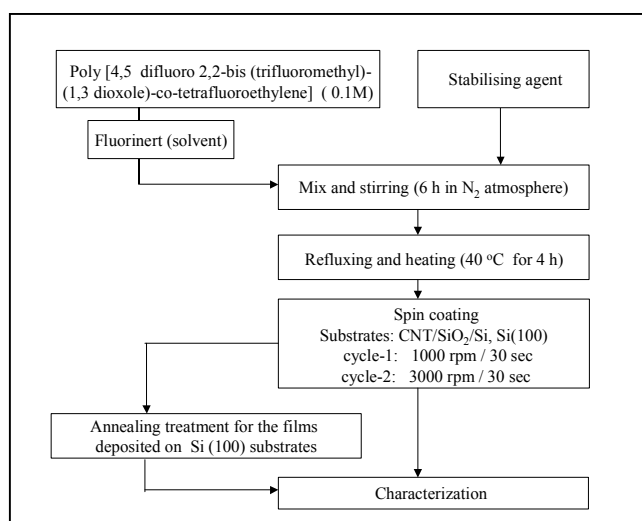 Poly [4,5 difluoro 2,2-bis (trifluoromethyl)-
(1,3 dioxole)-co-tetrafluoroethylene] ( 0.1M)
Stabilising agent
Fluorinert (solvent)
Mix and stirring (6 h in N₂ atmosphere)
Refluxing and heating (40 ᵒC for 4 h)
Spin coating
Substrates: CNT/SiO₂/Si, Si(100)
cycle-1: 1000 rpm / 30 sec
cycle-2: 3000 rpm / 30 sec
Annealing treatment for the films
deposited on Si (100) substrates
Characterization